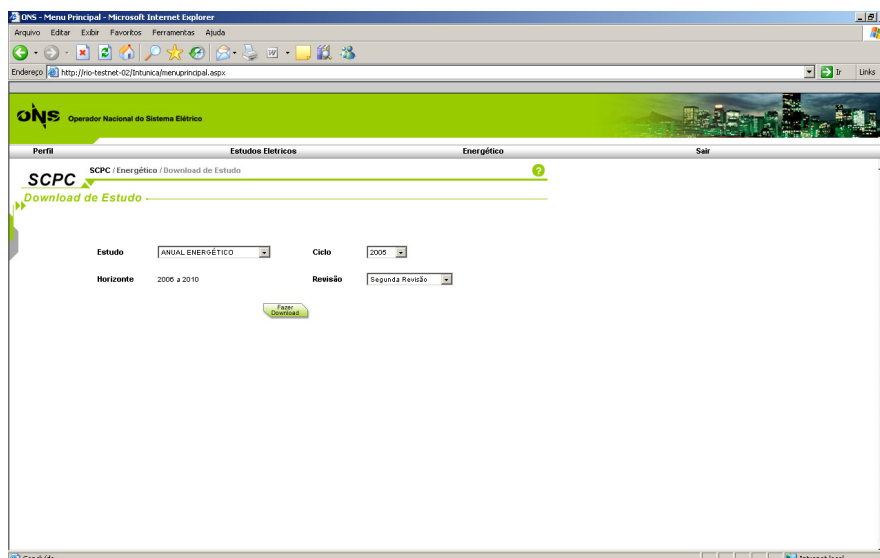 ONS - Menu Principal - Microsoft Internet Explorer
Arquivo Editar Exibir Favoritos Ferramentas Ajuda
Endereço http://rio-testnet-02/Intunica/menuprincipal.aspx Ir Links
ONS Operador Nacional do Sistema Elétrico
Perfil Estudos Eletricos Energético Sair
SCPC SCPC / Energético / Download de Estudo ?
Download de Estudo
Estudo ANUAL ENERGÉTICO Ciclo 2005
Horizonte 2006 a 2010 Revisão Segunda Revisão
Fazer
Download
Intranet local